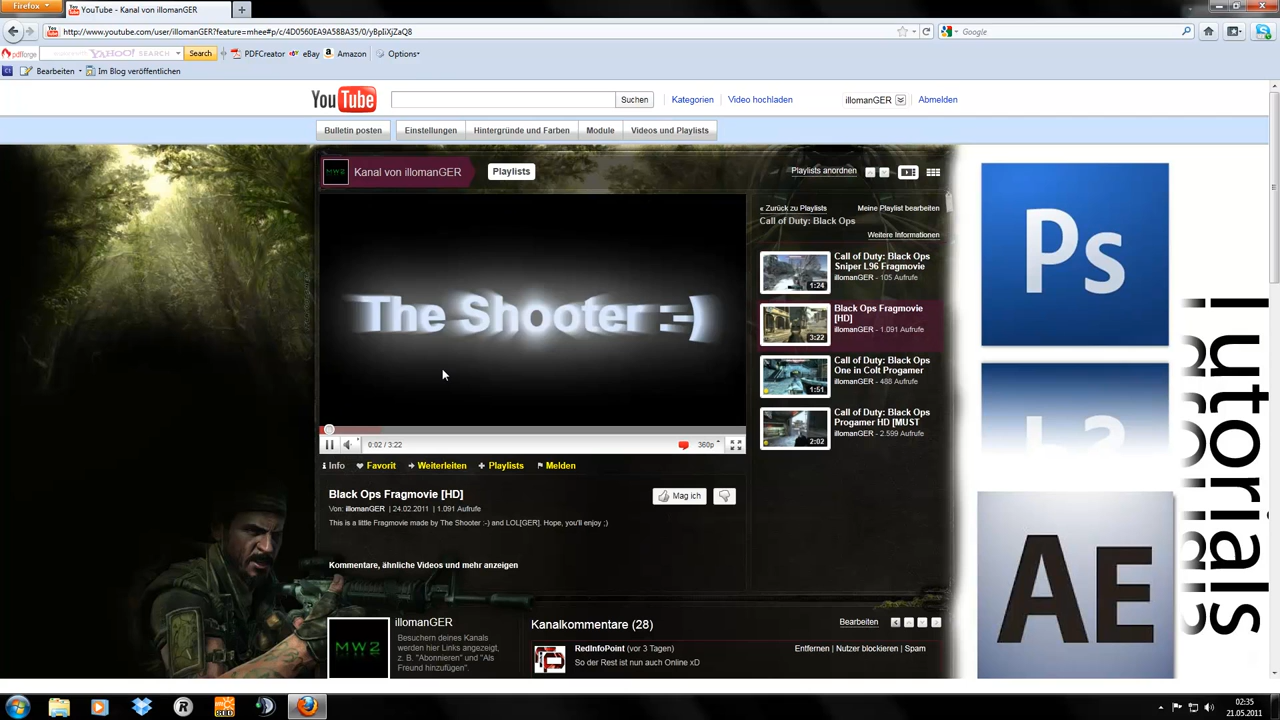 Firefox
YouTube - Kanal von illomanGER
http://www.youtube.com/user/illomanGER?feature=mhee#p/c/4D0560EA9A58BA35/0/yBpIiXjZaQ8
Google
pdfforge
YAHOO! SEARCH
Search
PDFCreator
eBay
Amazon
Options
Bearbeiten
Im Blog veröffentlichen
YouTube
Suchen
Kategorien
Video hochladen
illomanGER
Abmelden
Bulletin posten
Einstellungen
Hintergründe und Farben
Module
Videos und Playlists
MW2
Kanal von illomanGER
Playlists
Playlists anordnen
The Shooter :-)
« Zurück zu Playlists
Meine Playlist bearbeiten
Call of Duty: Black Ops
Weitere Informationen
1:24
Call of Duty: Black Ops
Sniper L96 Fragmovie
illomanGER - 105 Aufrufe
3:22
Black Ops Fragmovie
[HD]
illomanGER - 1.091 Aufrufe
1:51
Call of Duty: Black Ops
One in Colt Progamer
illomanGER - 488 Aufrufe
2:02
Call of Duty: Black Ops
Progamer HD [MUST
illomanGER - 2.599 Aufrufe
0:02 / 3:22
360p
Info
Favorit
Weiterleiten
Playlists
Melden
Black Ops Fragmovie [HD]
Von: illomanGER | 24.02.2011 | 1.091 Aufrufe
Mag ich
This is a little Fragmovie made by The Shooter :-) and LOL[GER]. Hope, you'll enjoy ;)
Kommentare, ähnliche Videos und mehr anzeigen
MW2
illomanGER
Besuchern deines Kanals
werden hier Links angezeigt,
z. B. "Abonnieren" und "Als
Freund hinzufügen".
Kanalkommentare (28)
Bearbeiten
RedInfoPoint (vor 3 Tagen)
Entfernen | Nutzer blockieren | Spam
So der Rest ist nun auch Online xD
Ps
AE
Tutorials
02:35
21.05.2011